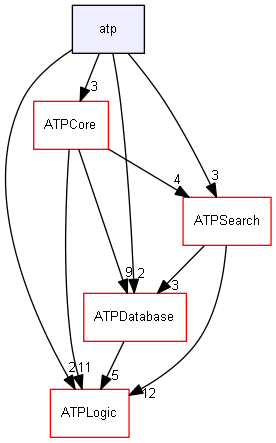 atp
3
ATPCore
4
3
ATPSearch
9
2
3
ATPDatabase
2
11
5
12
ATPLogic